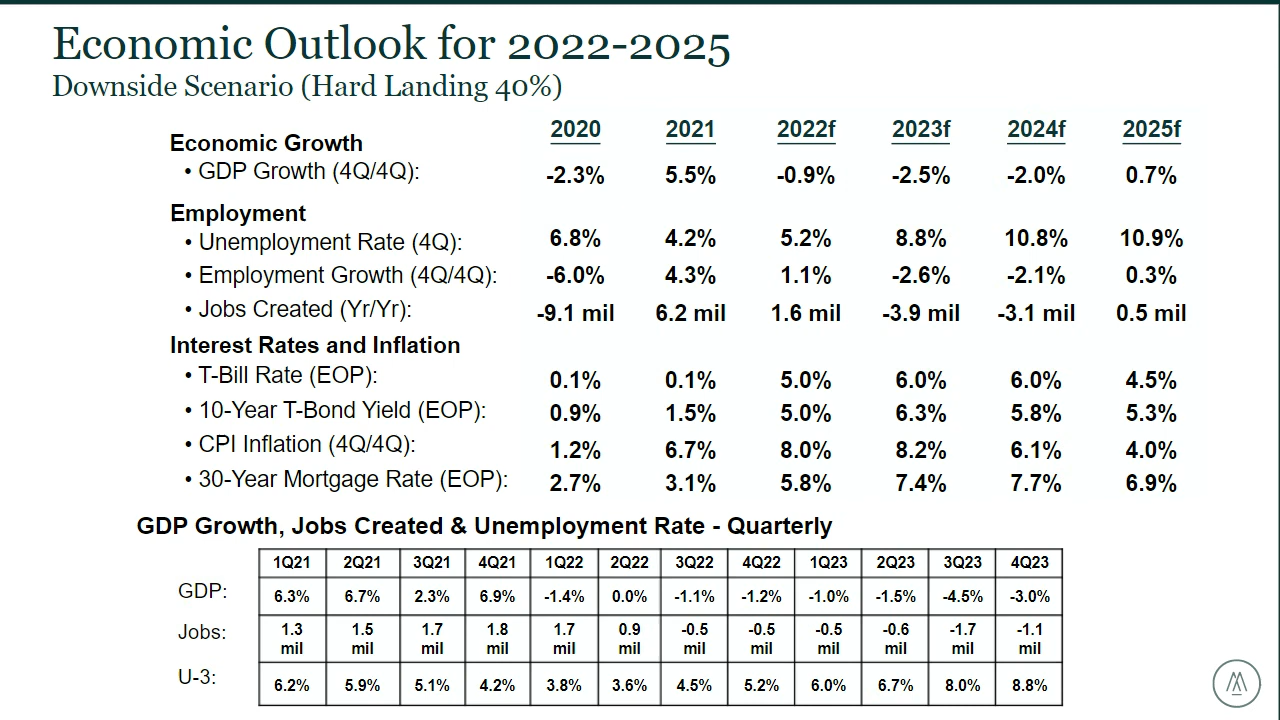 Economic Outlook for 2022-2025
Downside Scenario (Hard Landing 40%)
2020 2021 2022f 2023f 2024f 2025f
Economic Growth
• GDP Growth (4Q/4Q): -2.3% 5.5% -0.9% -2.5% -2.0% 0.7%
Employment
• Unemployment Rate (4Q): 6.8% 4.2% 5.2% 8.8% 10.8% 10.9%
• Employment Growth (4Q/4Q): -6.0% 4.3% 1.1% -2.6% -2.1% 0.3%
• Jobs Created (Yr/Yr): -9.1 mil 6.2 mil 1.6 mil -3.9 mil -3.1 mil 0.5 mil
Interest Rates and Inflation
• T-Bill Rate (EOP): 0.1% 0.1% 5.0% 6.0% 6.0% 4.5%
• 10-Year T-Bond Yield (EOP): 0.9% 1.5% 5.0% 6.3% 5.8% 5.3%
• CPI Inflation (4Q/4Q): 1.2% 6.7% 8.0% 8.2% 6.1% 4.0%
• 30-Year Mortgage Rate (EOP): 2.7% 3.1% 5.8% 7.4% 7.7% 6.9%
GDP Growth, Jobs Created & Unemployment Rate - Quarterly
1Q21 2Q21 3Q21 4Q21 1Q22 2Q22 3Q22 4Q22 1Q23 2Q23 3Q23 4Q23
GDP: 6.3% 6.7% 2.3% 6.9% -1.4% 0.0% -1.1% -1.2% -1.0% -1.5% -4.5% -3.0%
Jobs: 1.3 mil 1.5 mil 1.7 mil 1.8 mil 1.7 mil 0.9 mil -0.5 mil -0.5 mil -0.5 mil -0.6 mil -1.7 mil -1.1 mil
U-3: 6.2% 5.9% 5.1% 4.2% 3.8% 3.6% 4.5% 5.2% 6.0% 6.7% 8.0% 8.8%